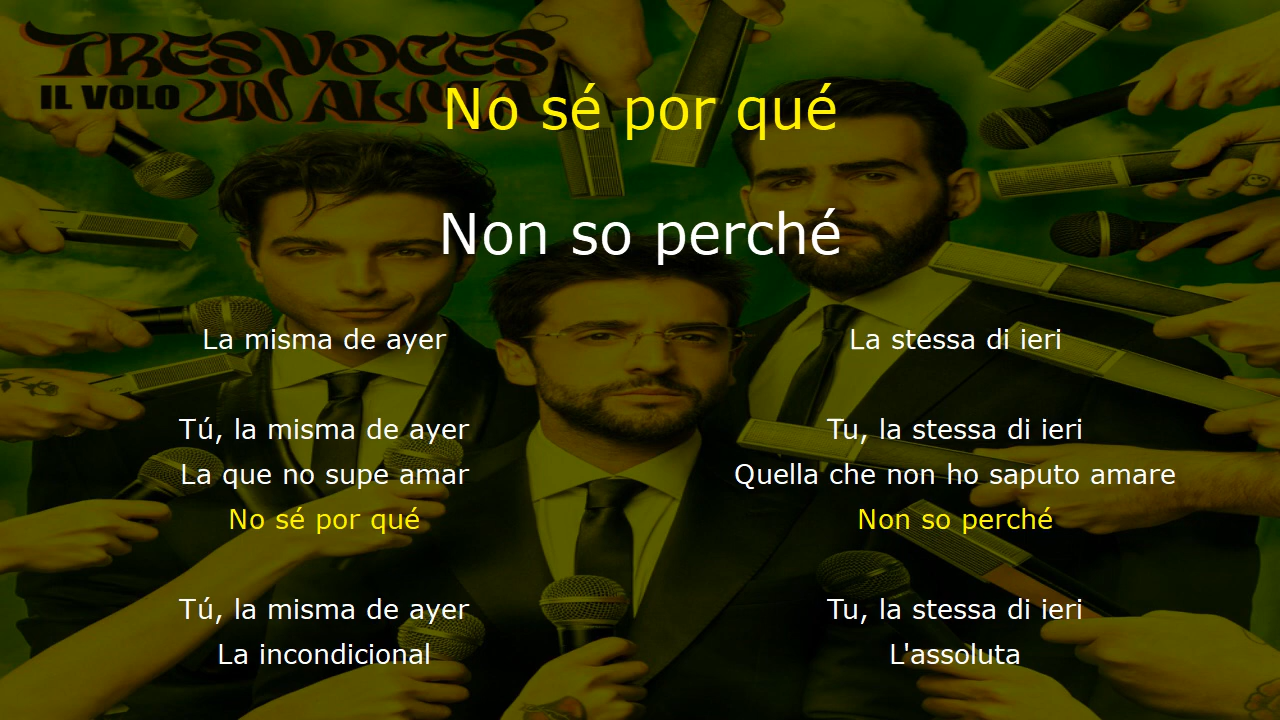 TRES VOCES
IL VOLO UN ALMA
No sé por qué
Non so perché
La misma de ayer
Tú, la misma de ayer
La que no supe amar
No sé por qué
Tú, la misma de ayer
La incondicional
La stessa di ieri
Tu, la stessa di ieri
Quella che non ho saputo amare
Non so perché
Tu, la stessa di ieri
L'assoluta